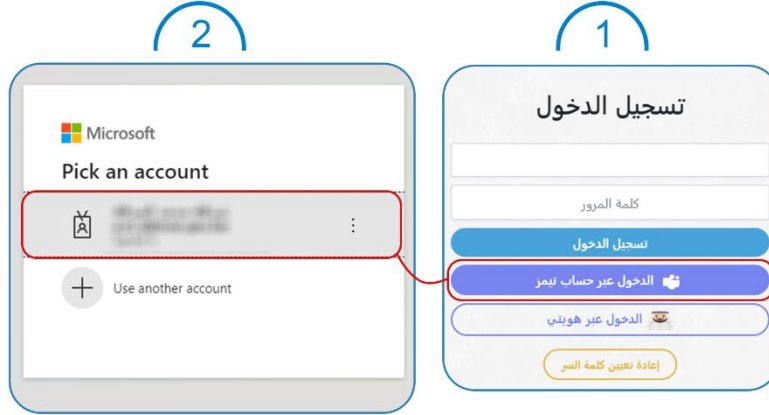 1
تسجيل الدخول
كلمة المرور
تسجيل الدخول
الدخول عبر حساب تيمز
الدخول عبر هويتي
إعادة تعيين كلمة السر
2
Microsoft
Pick an account
Use another account